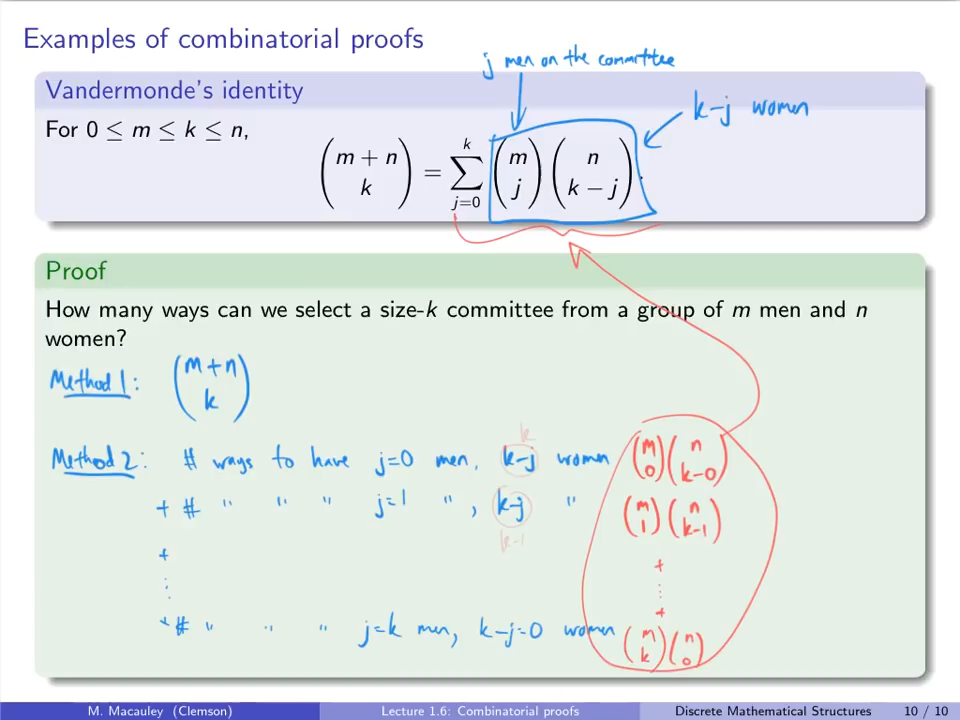 Examples of combinatorial proofs
j men on the committee
Vandermonde's identity
k-j women
For 0 ≤ m ≤ k ≤ n,
(m + n choose k) = ∑_{j=0}^{k} (m choose j) (n choose k − j).
Proof
How many ways can we select a size-k committee from a group of m men and n
women?
Method 1: (m+n choose k)
k
Method 2: # ways to have j=0 men, k-j women (m choose 0) (n choose k-0)
+ # " " " j=1 ", k-j " (m choose 1) (n choose k-1)
k-1
+ +
⋮ ⋮
+ # " " " j=k men, k-j=0 women + (m choose k) (n choose 0)
M. Macauley (Clemson) Lecture 1.6: Combinatorial proofs Discrete Mathematical Structures 10 / 10